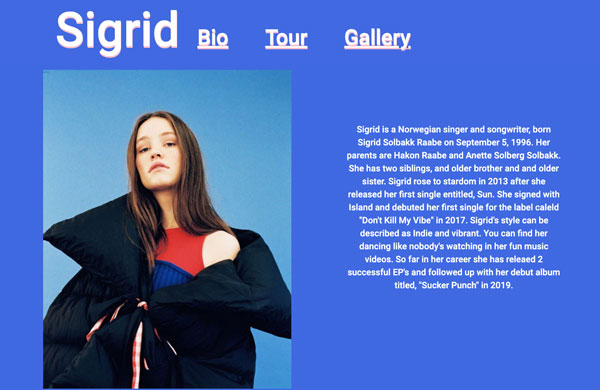 Sigrid Bio Tour Gallery
Sigrid is a Norwegian singer and songwriter, born
Sigrid Solbakk Raabe on September 5, 1996. Her
parents are Hakon Raabe and Anette Solberg Solbakk.
She has two siblings, and older brother and and older
sister. Sigrid rose to stardom in 2013 after she
released her first single entitled, Sun. She signed with
Island and debuted her first single for the label caleld
"Don't Kill My Vibe" in 2017. Sigrid's style can be
described as Indie and vibrant. You can find her
dancing like nobody's watching in her fun music
videos. So far in her career she has releaed 2
successful EP's and followed up with her debut album
titled, "Sucker Punch" in 2019.